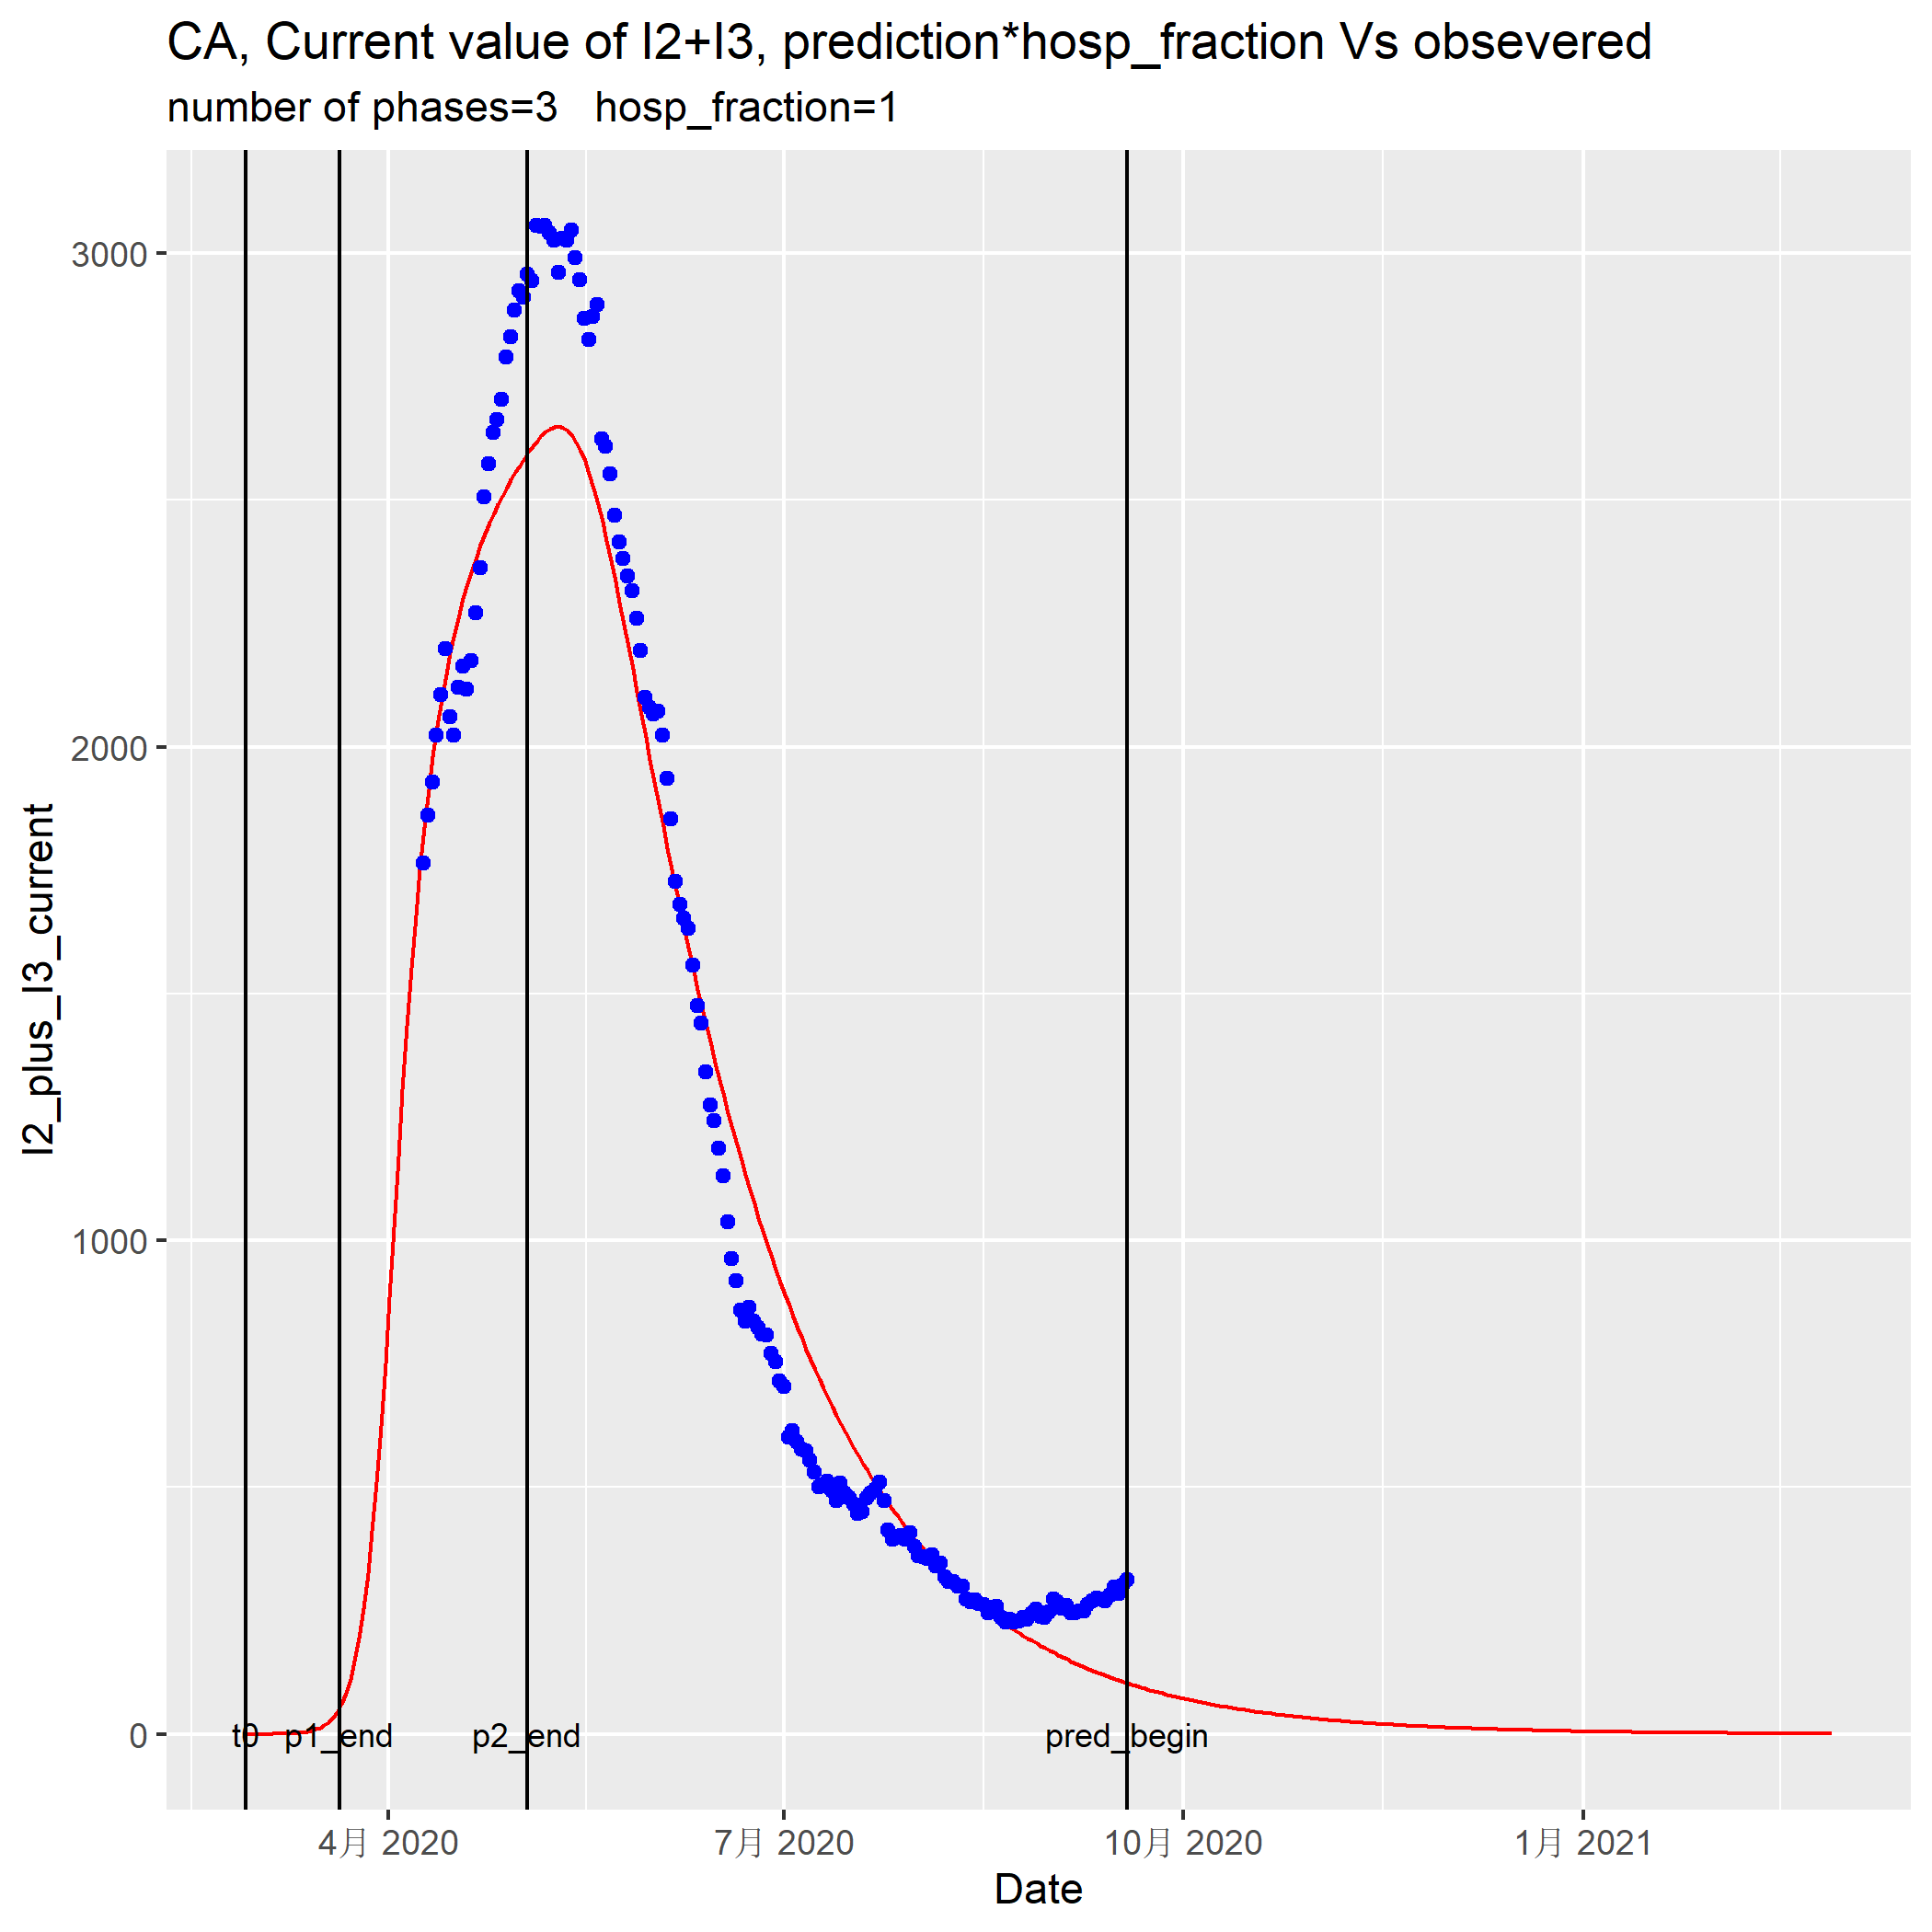 CA, Current value of I2+I3, prediction*hosp_fraction Vs obsevered
number of phases=3   hosp_fraction=1
I2_plus_I3_current
3000
2000
1000
0
t0 p1_end p2_end pred_begin
4月 2020 7月 2020 10月 2020 1月 2021
Date